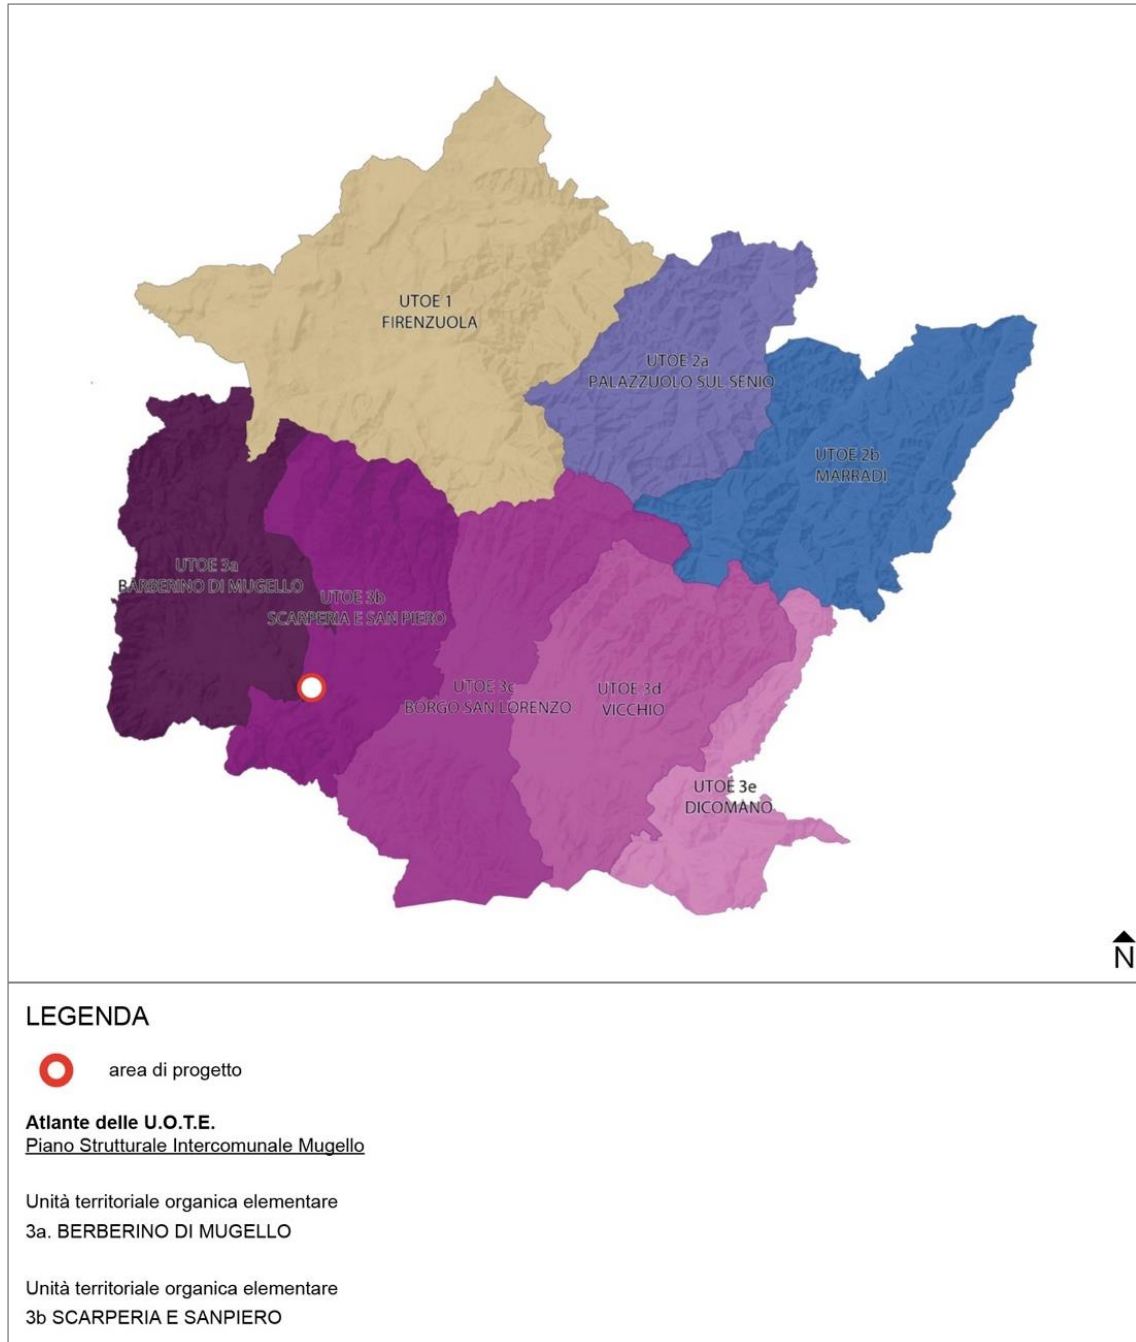 UTOE 1
FIRENZUOLA
UTOE 2a
PALAZZUOLO SUL SENIO
UTOE 2b
MARRADI
UTOE 3a
BARBERINO DI MUGELLO
UTOE 3b
SCARPERIA E SAN PIERO
UTOE 3c
BORGO SAN LORENZO
UTOE 3d
VICCHIO
UTOE 3e
DICOMANO
N
LEGENDA
area di progetto
Atlante delle U.O.T.E.
Piano Strutturale Intercomunale Mugello
Unità territoriale organica elementare
3a. BERBERINO DI MUGELLO
Unità territoriale organica elementare
3b SCARPERIA E SANPIERO